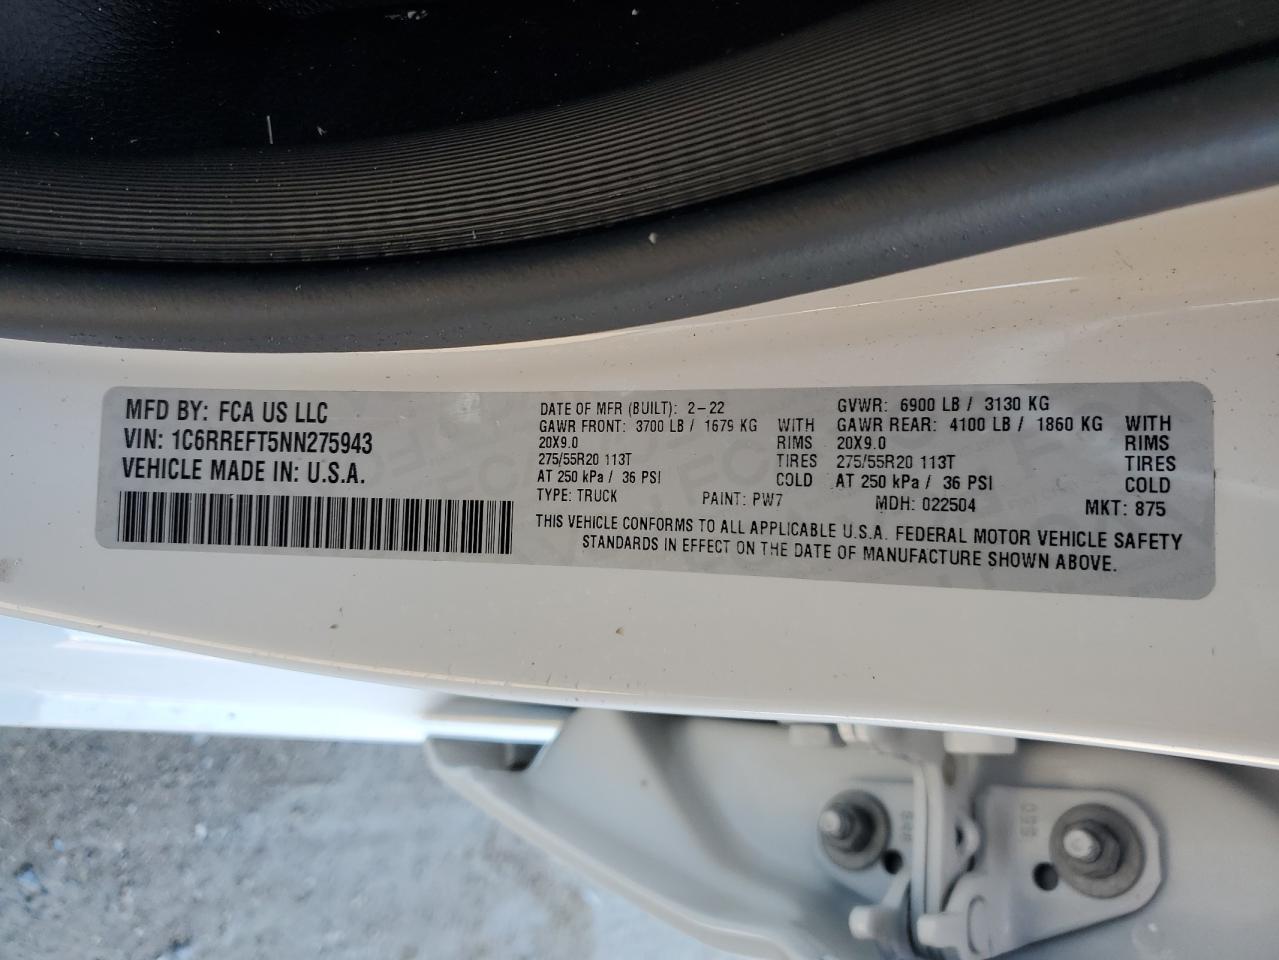 MFD BY: FCA US LLC
VIN: 1C6RREFT5NN275943
VEHICLE MADE IN: U.S.A.
DATE OF MFR (BUILT): 2-22 GVWR: 6900 LB / 3130 KG
GAWR FRONT: 3700 LB / 1679 KG WITH GAWR REAR: 4100 LB / 1860 KG WITH
20X9.0 RIMS 20X9.0 RIMS
275/55R20 113T TIRES 275/55R20 113T TIRES
AT 250 kPa / 36 PSI COLD AT 250 kPa / 36 PSI COLD
TYPE: TRUCK PAINT: PW7 MDH: 022504 MKT: 875
THIS VEHICLE CONFORMS TO ALL APPLICABLE U.S.A. FEDERAL MOTOR VEHICLE SAFETY
STANDARDS IN EFFECT ON THE DATE OF MANUFACTURE SHOWN ABOVE.